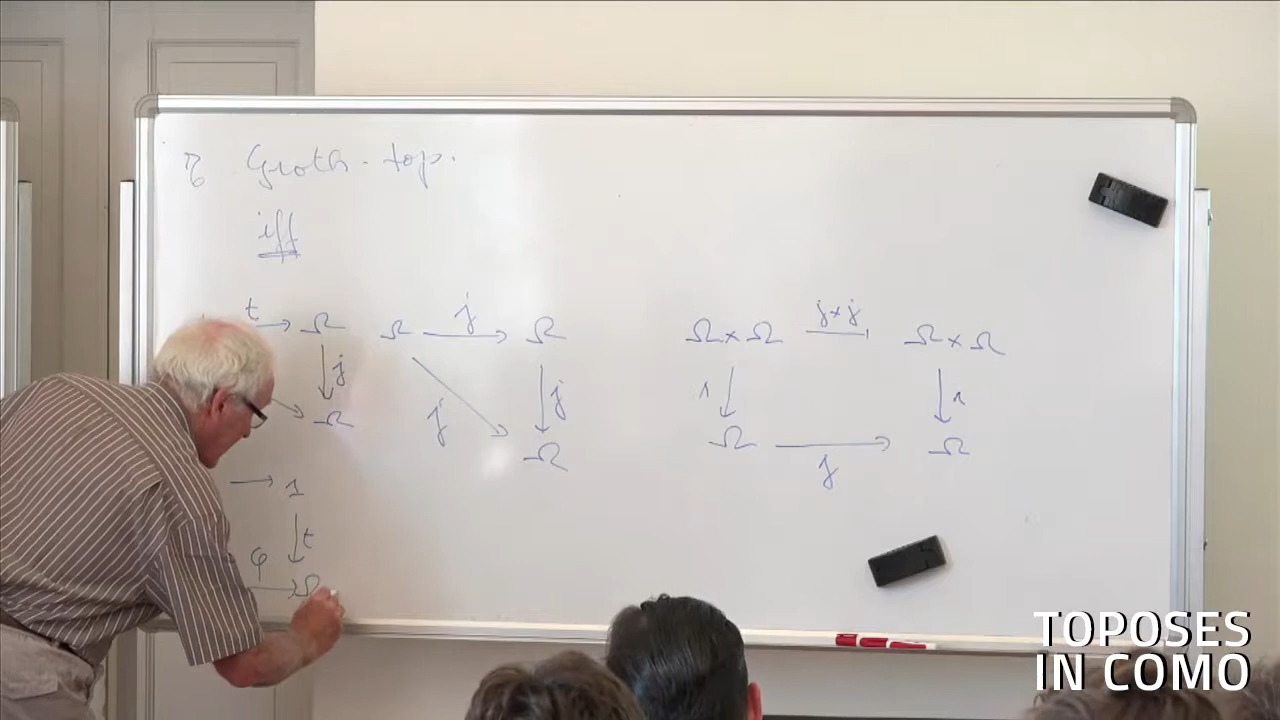 Groth. top.
iff
t Ω Ω j Ω Ω×Ω j×j Ω×Ω
j j j
Ω Ω Ω j Ω
1
t
φ Ω
TOPOSES
IN COMO